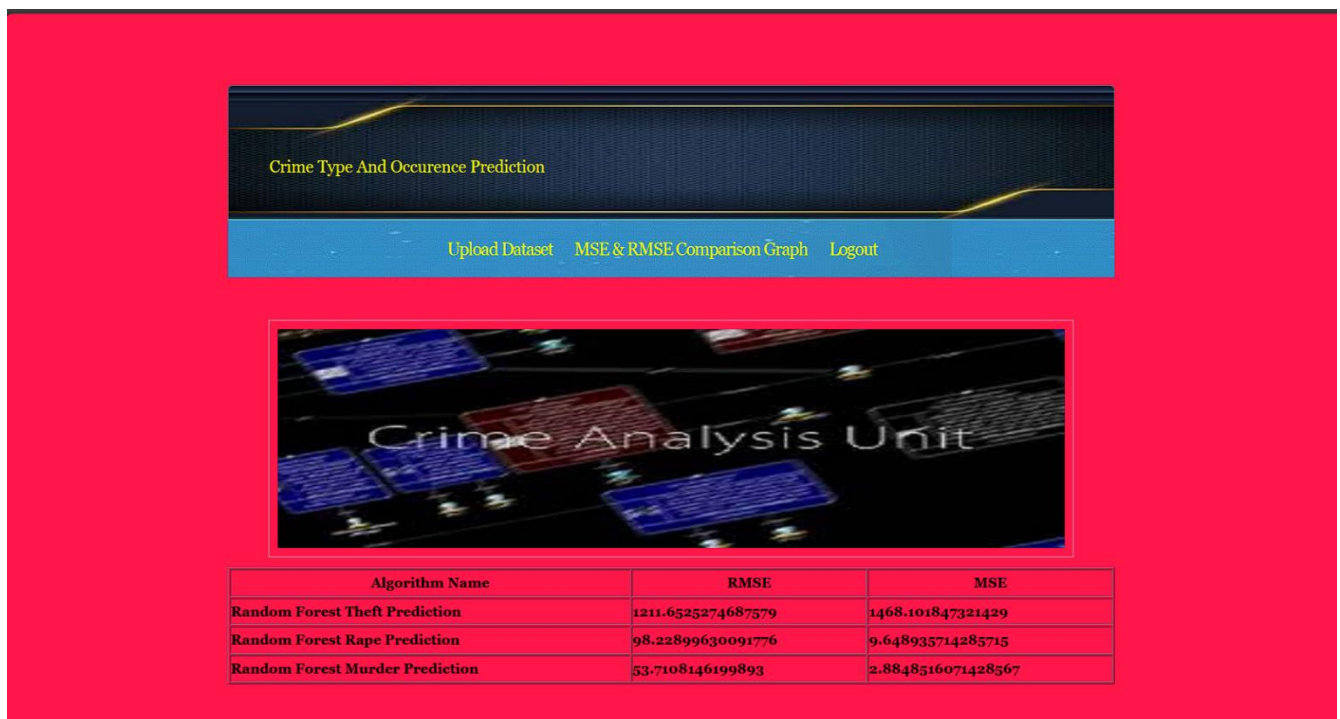 Crime Type And Occurence Prediction
Upload Dataset MSE & RMSE Comparison Graph Logout
Crime Analysis Unit
Algorithm Name RMSE MSE
Random Forest Theft Prediction 1211.6525274687579 1468.101847321429
Random Forest Rape Prediction 98.22899630091776 9.648935714285715
Random Forest Murder Prediction 53.7108146199893 2.8848516071428567